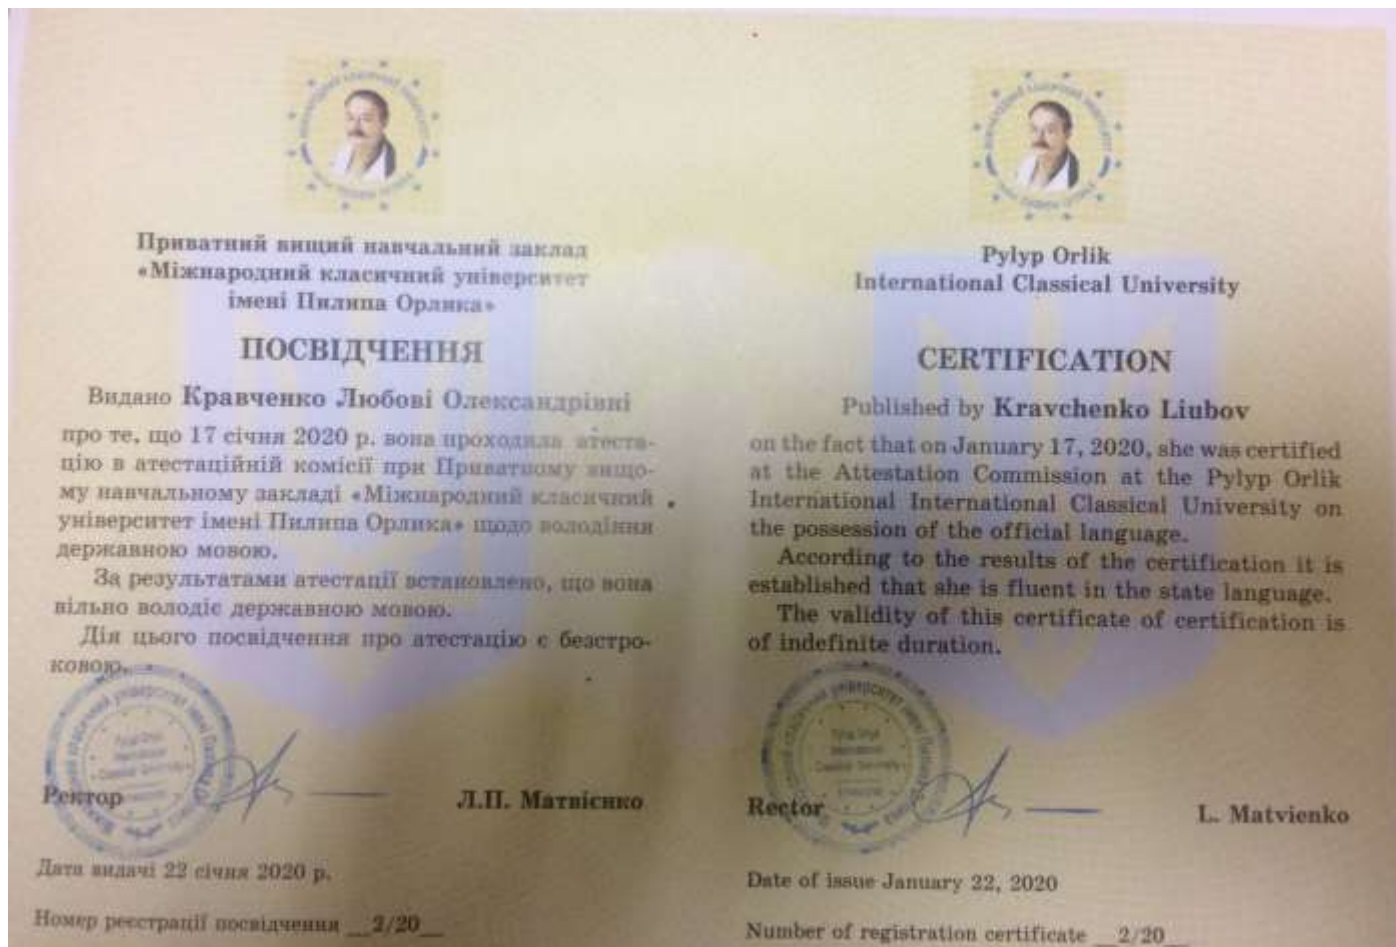 Приватний вищий навчальний заклад
«Міжнародний класичний університет
імені Пилипа Орлика»
ПОСВІДЧЕННЯ
Видано Кравченко Любові Олександрівні
про те, що 17 січня 2020 р. вона проходила атеста-
цію в атестаційній комісії при Приватному вищо-
му навчальному закладі «Міжнародний класичний
університет імені Пилипа Орлика» щодо володіння
державною мовою.
За результатами атестації встановлено, що вона
вільно володіє державною мовою.
Дія цього посвідчення про атестацію є безстро-
ковою.
Ректор
Л.П. Матвієнко
Дата видачі 22 січня 2020 р.
Номер реєстрації посвідчення __2/20__
Pylyp Orlik
International Classical University
CERTIFICATION
Published by Kravchenko Liubov
on the fact that on January 17, 2020, she was certified
at the Attestation Commission at the Pylyp Orlik
International International Classical University on
the possession of the official language.
According to the results of the certification it is
established that she is fluent in the state language.
The validity of this certificate of certification is
of indefinite duration.
Rector
L. Matvienko
Date of issue January 22, 2020
Number of registration certificate __2/20__